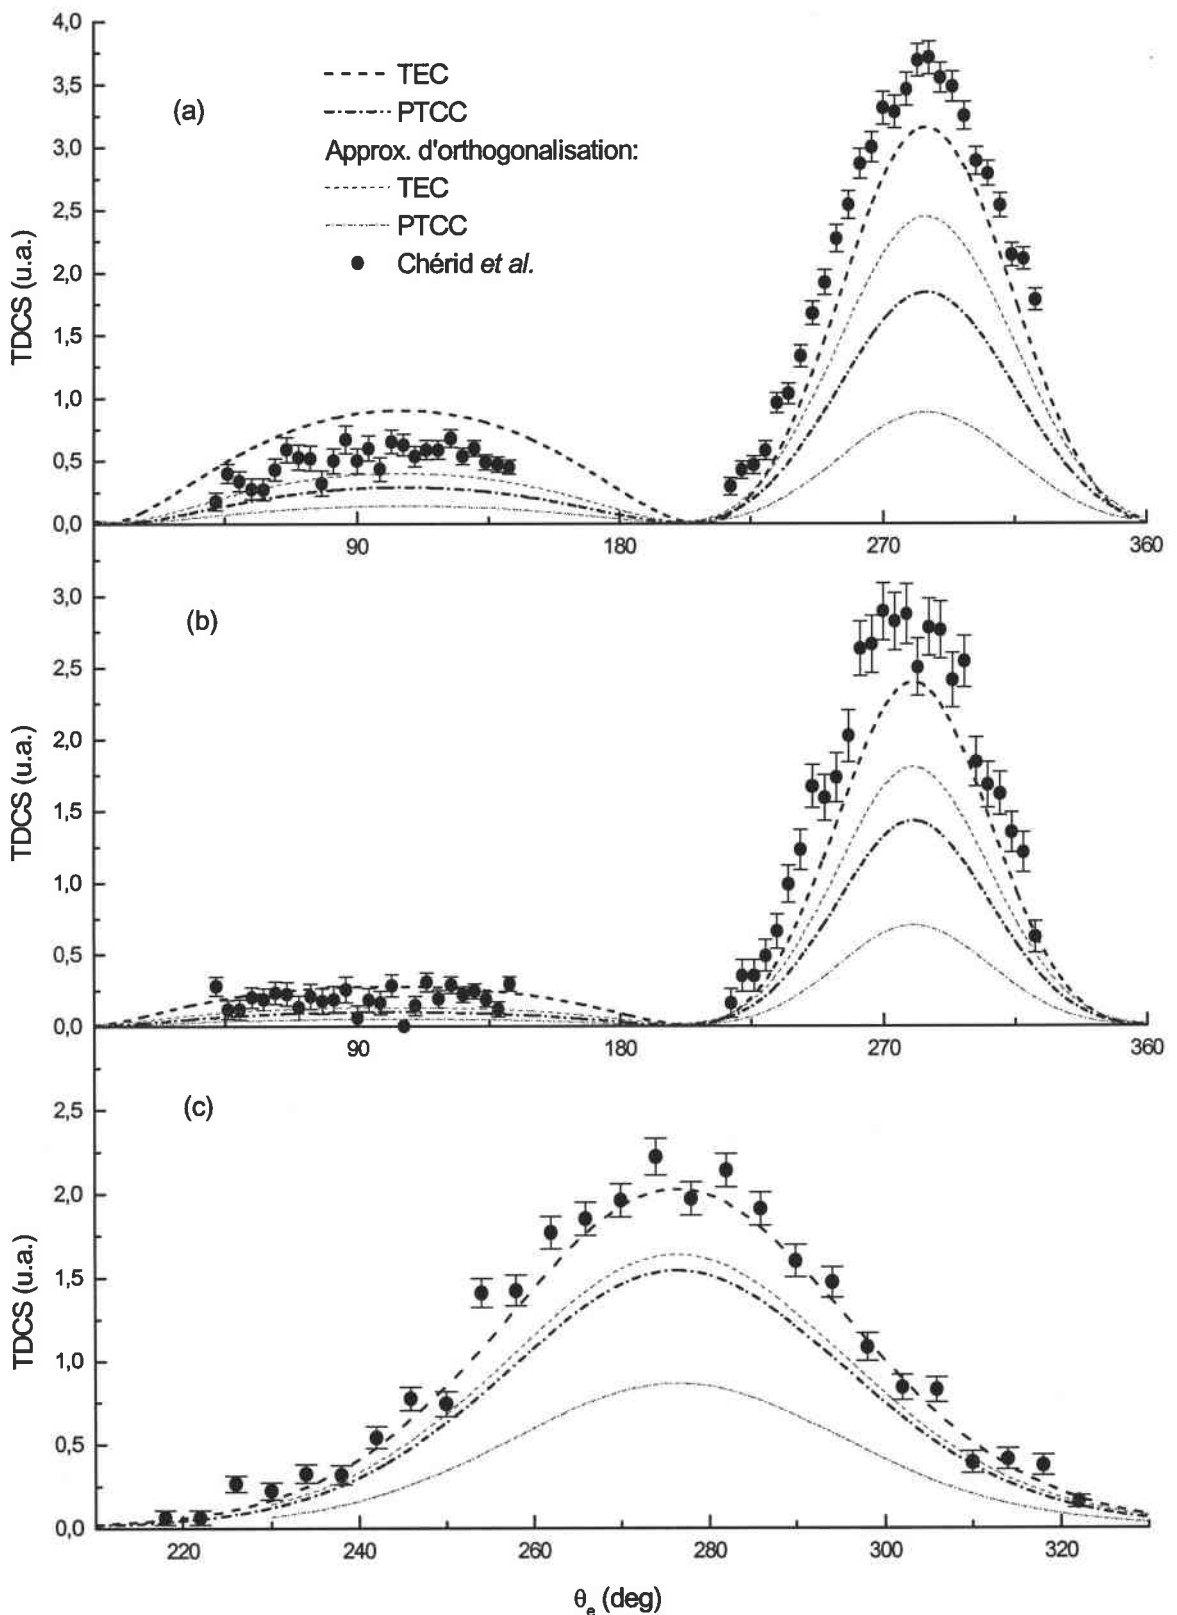 4,0
3,5
3,0
2,5
2,0
1,5
1,0
0,5
0,0
TDCS (u.a.)
(a)
TEC
PTCC
Approx. d'orthogonalisation:
TEC
PTCC
Chérid et al.
90
180
270
360
3,0
2,5
2,0
1,5
1,0
0,5
0,0
TDCS (u.a.)
(b)
90
180
270
360
2,5
2,0
1,5
1,0
0,5
0,0
TDCS (u.a.)
(c)
220
240
260
280
300
320
θe (deg)